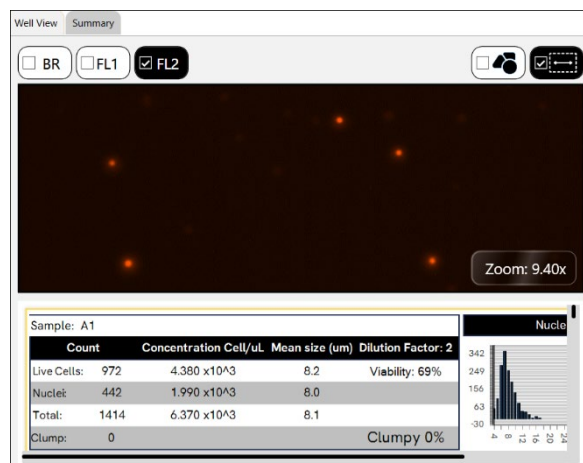 Well View Summary
BR FL1 FL2
Zoom: 9.40x
Sample: A1
Nucle
Count Concentration Cell/uL Mean size (um) Dilution Factor: 2
Live Cells: 972 4.380 x10^3 8.2 Viability: 69%
Nuclei: 442 1.990 x10^3 8.0
Total: 1414 6.370 x10^3 8.1
Clump: 0 Clumpy 0%
342
249
156
63
-30
4 8 12 16 20 24